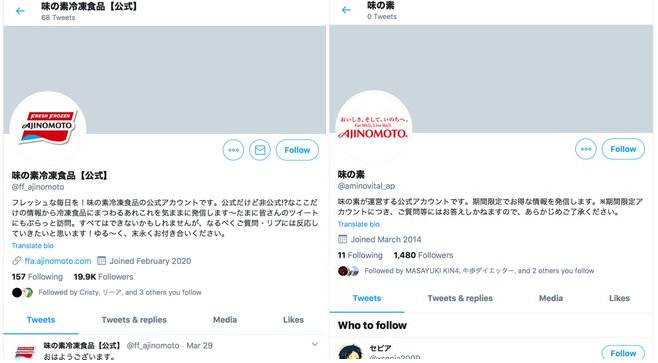 味の素冷凍食品【公式】
68 Tweets
FRESH FROZEN
AJINOMOTO
Follow
味の素冷凍食品【公式】
@ff_ajinomoto
フレッシュな毎日を！味の素冷凍食品の公式アカウントです。公式だけど非公式!?なここだ
けの情報から冷凍食品にまつわるあれこれを気ままに発信します〜たまに皆さんのツイート
にもぶらっと訪問。すべてはできないかもしれませんが、なるべくご質問・リプには反応し
ていきたいと思います！ゆる〜く、末永くお付き合いください。
Translate bio
ffa.ajinomoto.com Joined February 2020
157 Following 19.9K Followers
Followed by Cristy, リーア, and 3 others you follow
Tweets Tweets & replies Media Likes
味の素冷凍食品【公式】 @ff_ajinomoto · Mar 29
おはようございます。
味の素
0 Tweets
おいしさ、そして、いのちへ。
Eat Well, Live Well.
AJINOMOTO.
Follow
味の素
@aminovital_ap
味の素が運営する公式アカウントです。期間限定でお得な情報を発信します。※期間限定ア
カウントにつき、ご質問等にはお答えしかねますので、あらかじめご了承ください。
Translate bio
Joined March 2014
11 Following 1,480 Followers
Followed by MASAYUKI KIN4, 牛歩ダイエッター, and 2 others you follow
Tweets Tweets & replies Media Likes
Who to follow
セピア
@xsepia2009
Follow